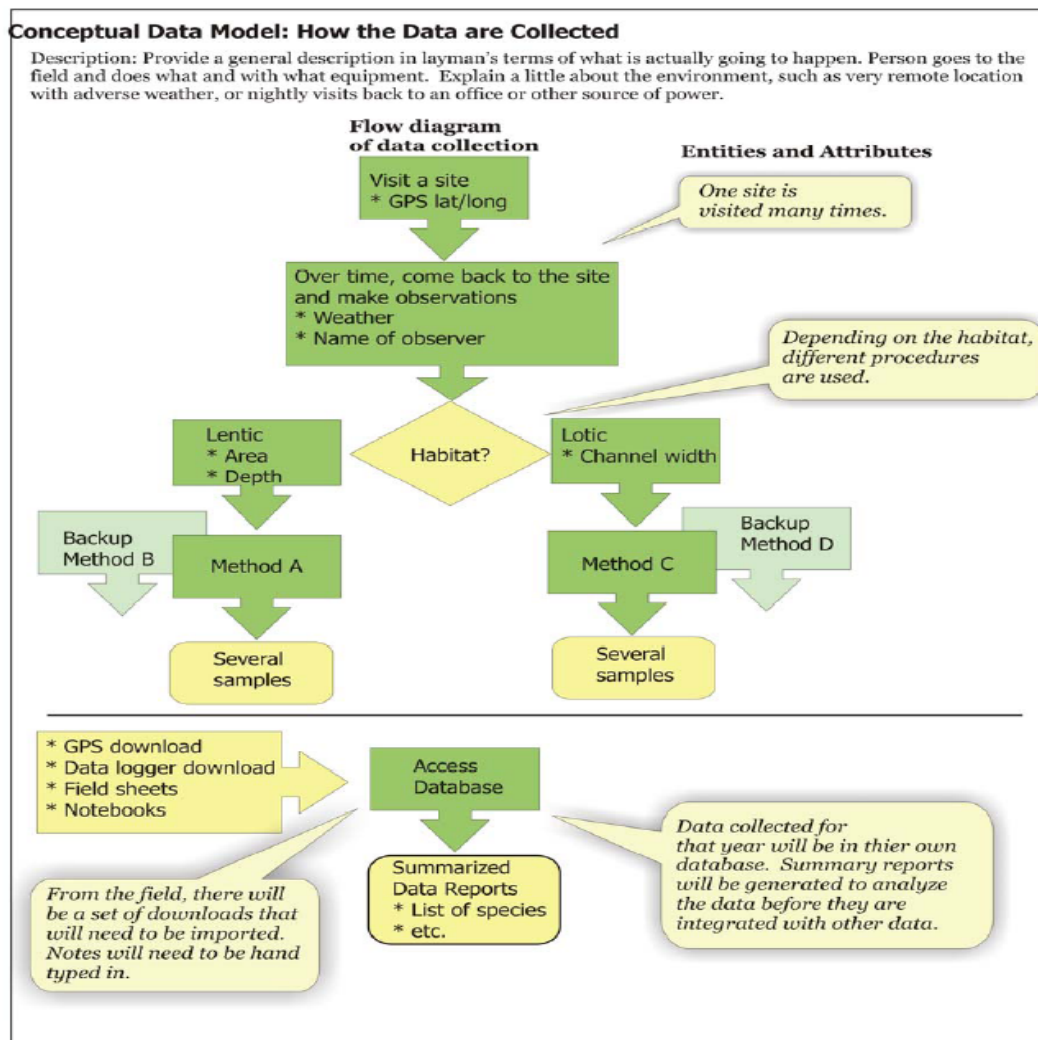 Conceptual Data Model: How the Data are Collected
Description: Provide a general description in layman's terms of what is actually going to happen. Person goes to the
field and does what and with what equipment. Explain a little about the environment, such as very remote location
with adverse weather, or nightly visits back to an office or other source of power.
Flow diagram
of data collection
Entities and Attributes
Visit a site
* GPS lat/long
One site is
visited many times.
Over time, come back to the site
and make observations
* Weather
* Name of observer
Depending on the habitat,
different procedures
are used.
Lentic
* Area
* Depth
Habitat?
Lotic
* Channel width
Backup
Method B
Method A
Method C
Backup
Method D
Several
samples
Several
samples
* GPS download
* Data logger download
* Field sheets
* Notebooks
Access
Database
From the field, there will
be a set of downloads that
will need to be imported.
Notes will need to be hand
typed in.
Summarized
Data Reports
* List of species
* etc.
Data collected for
that year will be in thier own
database. Summary reports
will be generated to analyze
the data before they are
integrated with other data.